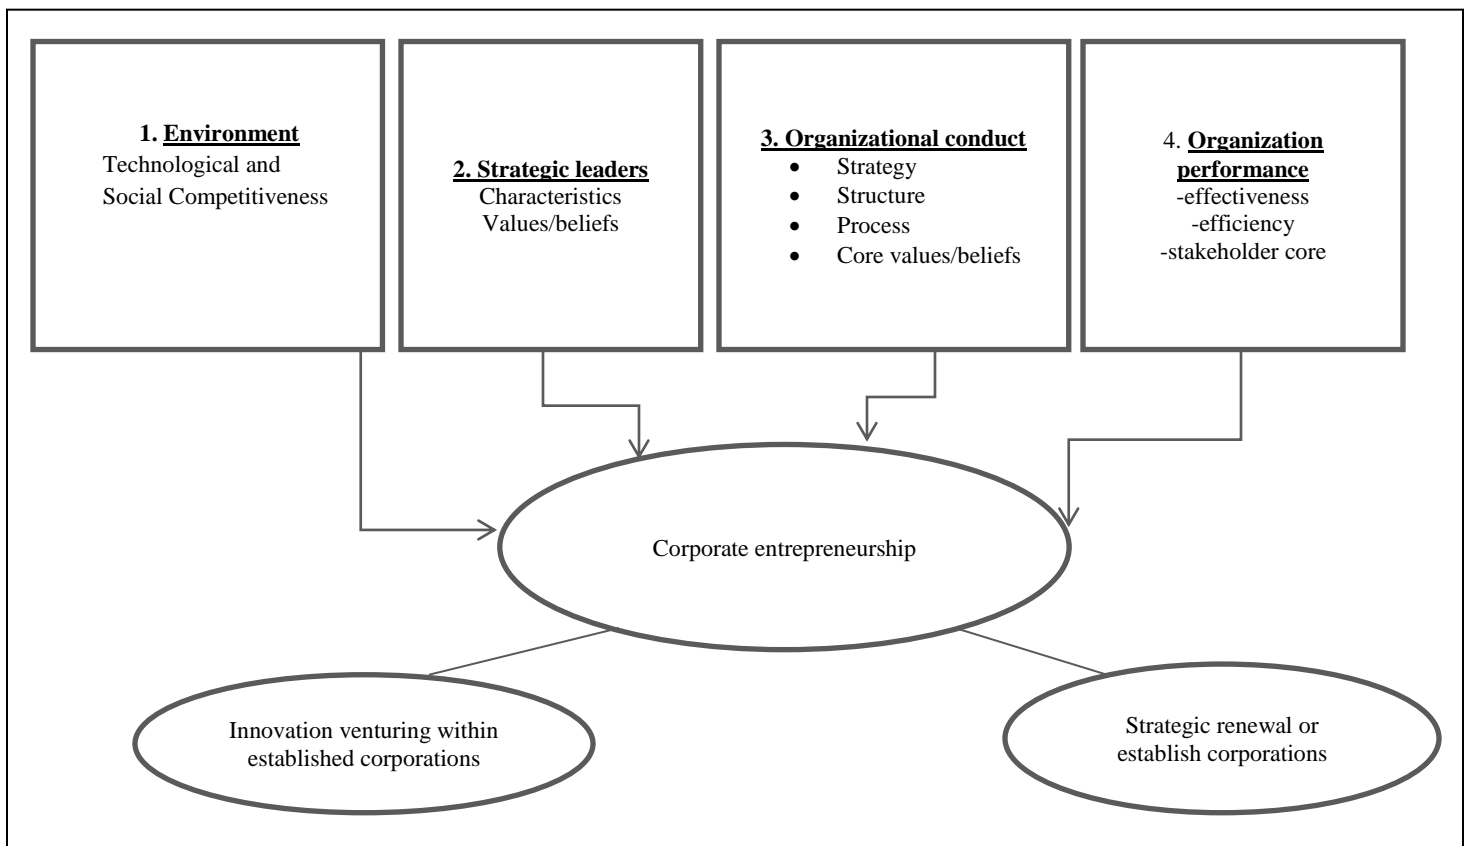 1. Environment
Technological and
Social Competitiveness
2. Strategic leaders
Characteristics
Values/beliefs
3. Organizational conduct
• Strategy
• Structure
• Process
• Core values/beliefs
4. Organization
performance
-effectiveness
-efficiency
-stakeholder core
Corporate entrepreneurship
Innovation venturing within
established corporations
Strategic renewal or
establish corporations